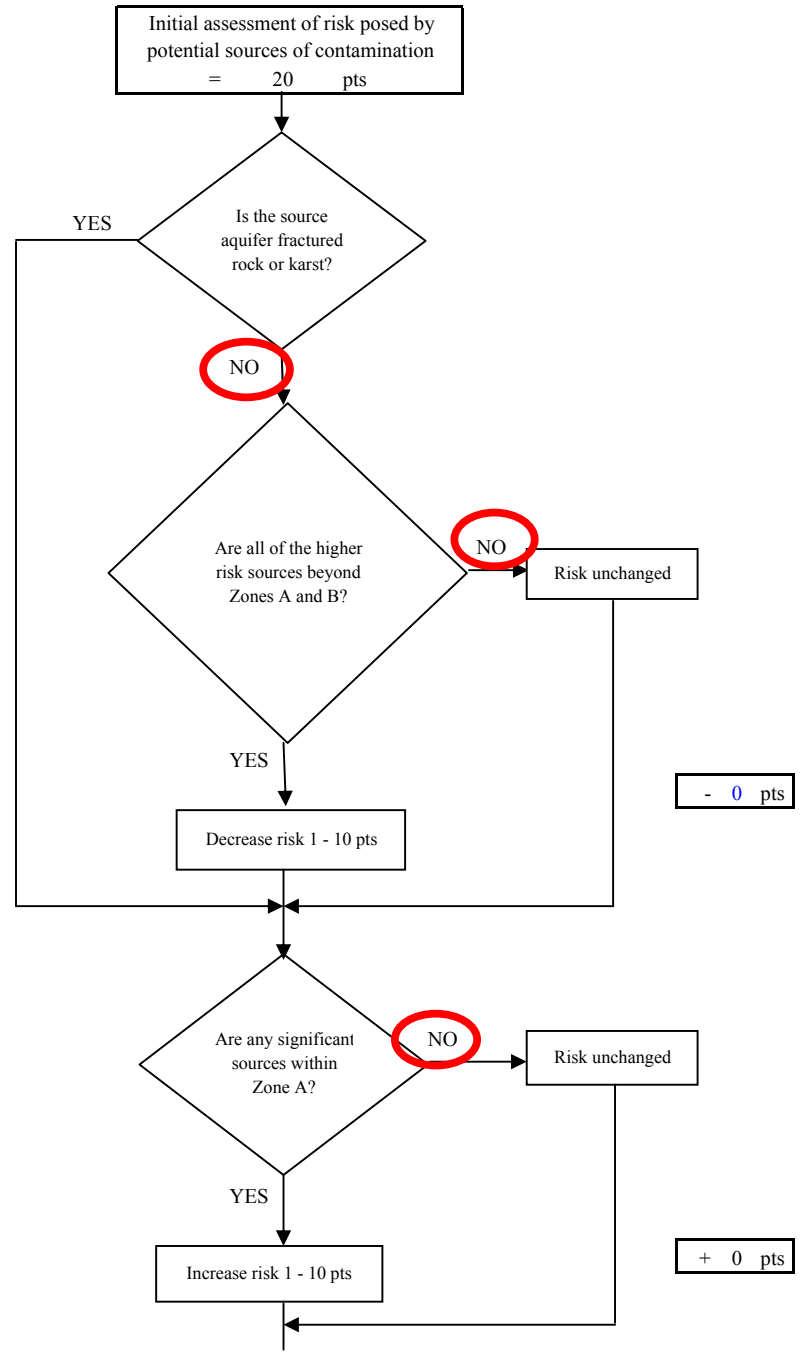 Initial assessment of risk posed by
potential sources of contamination
= 20 pts
YES
Is the source
aquifer fractured
rock or karst?
NO
Are all of the higher
risk sources beyond
Zones A and B?
NO
Risk unchanged
YES
- 0 pts
Decrease risk 1 - 10 pts
Are any significant
sources within
Zone A?
NO
Risk unchanged
YES
+ 0 pts
Increase risk 1 - 10 pts